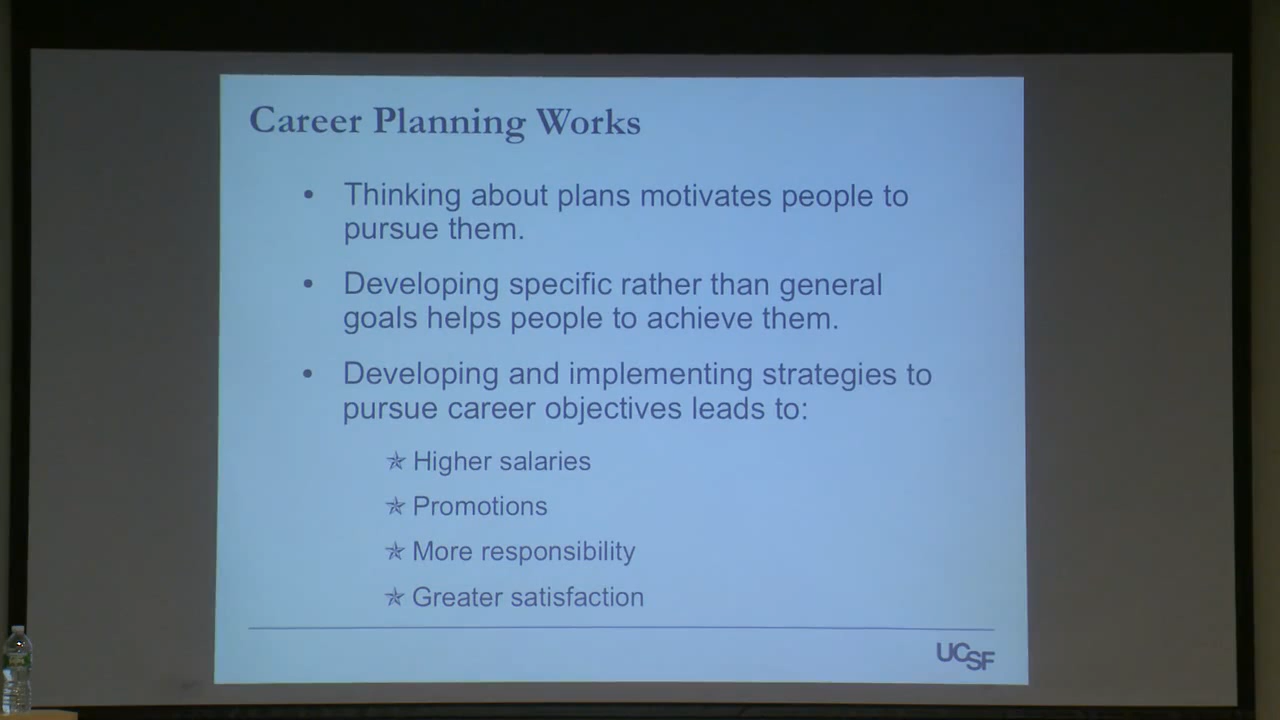 Career Planning Works
• Thinking about plans motivates people to
pursue them.
• Developing specific rather than general
goals helps people to achieve them.
• Developing and implementing strategies to
pursue career objectives leads to:
✯ Higher salaries
✯ Promotions
✯ More responsibility
✯ Greater satisfaction
UCSF